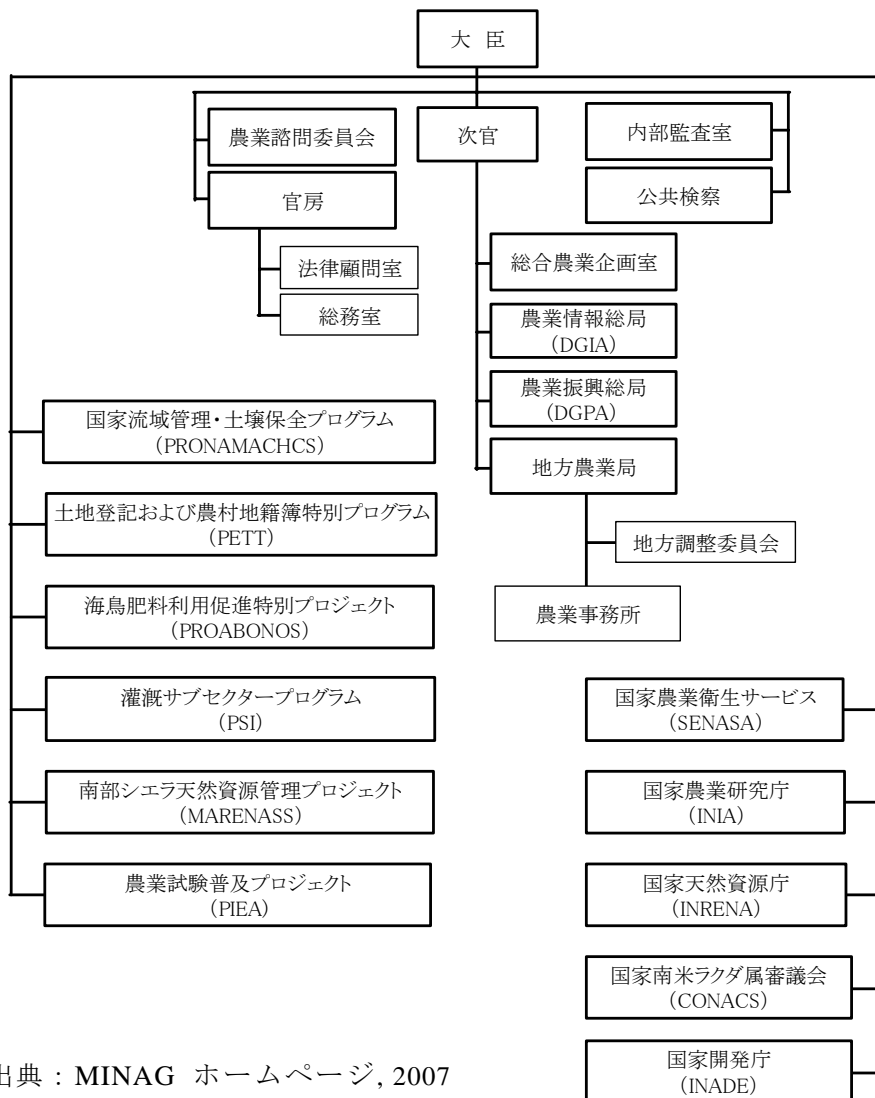 大 臣
農業諮問委員会
次官
内部監査室
官房
公共検察
法律顧問室
総務室
総合農業企画室
農業情報総局
(DGIA)
農業振興総局
(DGPA)
地方農業局
地方調整委員会
農業事務所
国家流域管理・土壌保全プログラム
(PRONAMACHCS)
土地登記および農村地籍簿特別プログラム
(PETT)
海鳥肥料利用促進特別プロジェクト
(PROABONOS)
灌漑サブセクタープログラム
(PSI)
南部シエラ天然資源管理プロジェクト
(MARENASS)
農業試験普及プロジェクト
(PIEA)
国家農業衛生サービス
(SENASA)
国家農業研究庁
(INIA)
国家天然資源庁
(INRENA)
国家南米ラクダ属審議会
(CONACS)
国家開発庁
(INADE)
出典：MINAG ホームページ, 2007